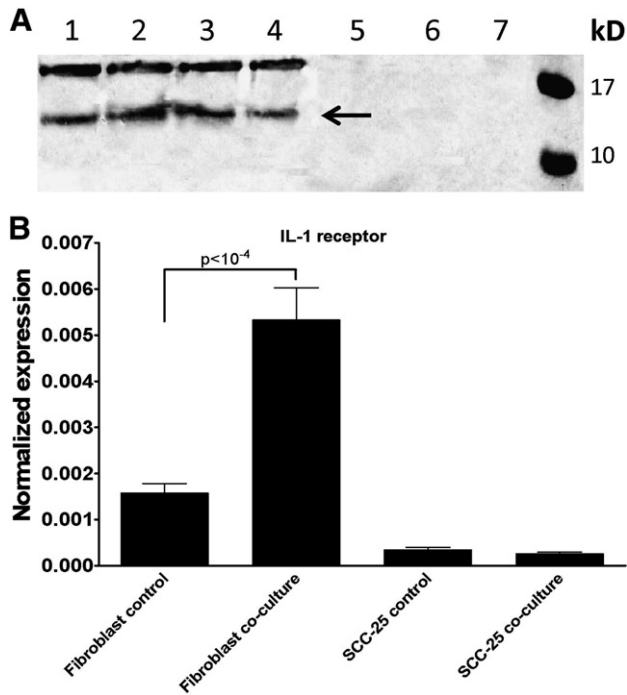 A
1 2 3 4 5 6 7 kD
17
10
B
IL-1 receptor
p<10-4
Normalized expression
0.007
0.006
0.005
0.004
0.003
0.002
0.001
0.000
Fibroblast control
Fibroblast co-culture
SCC-25 control
SCC-25 co-culture